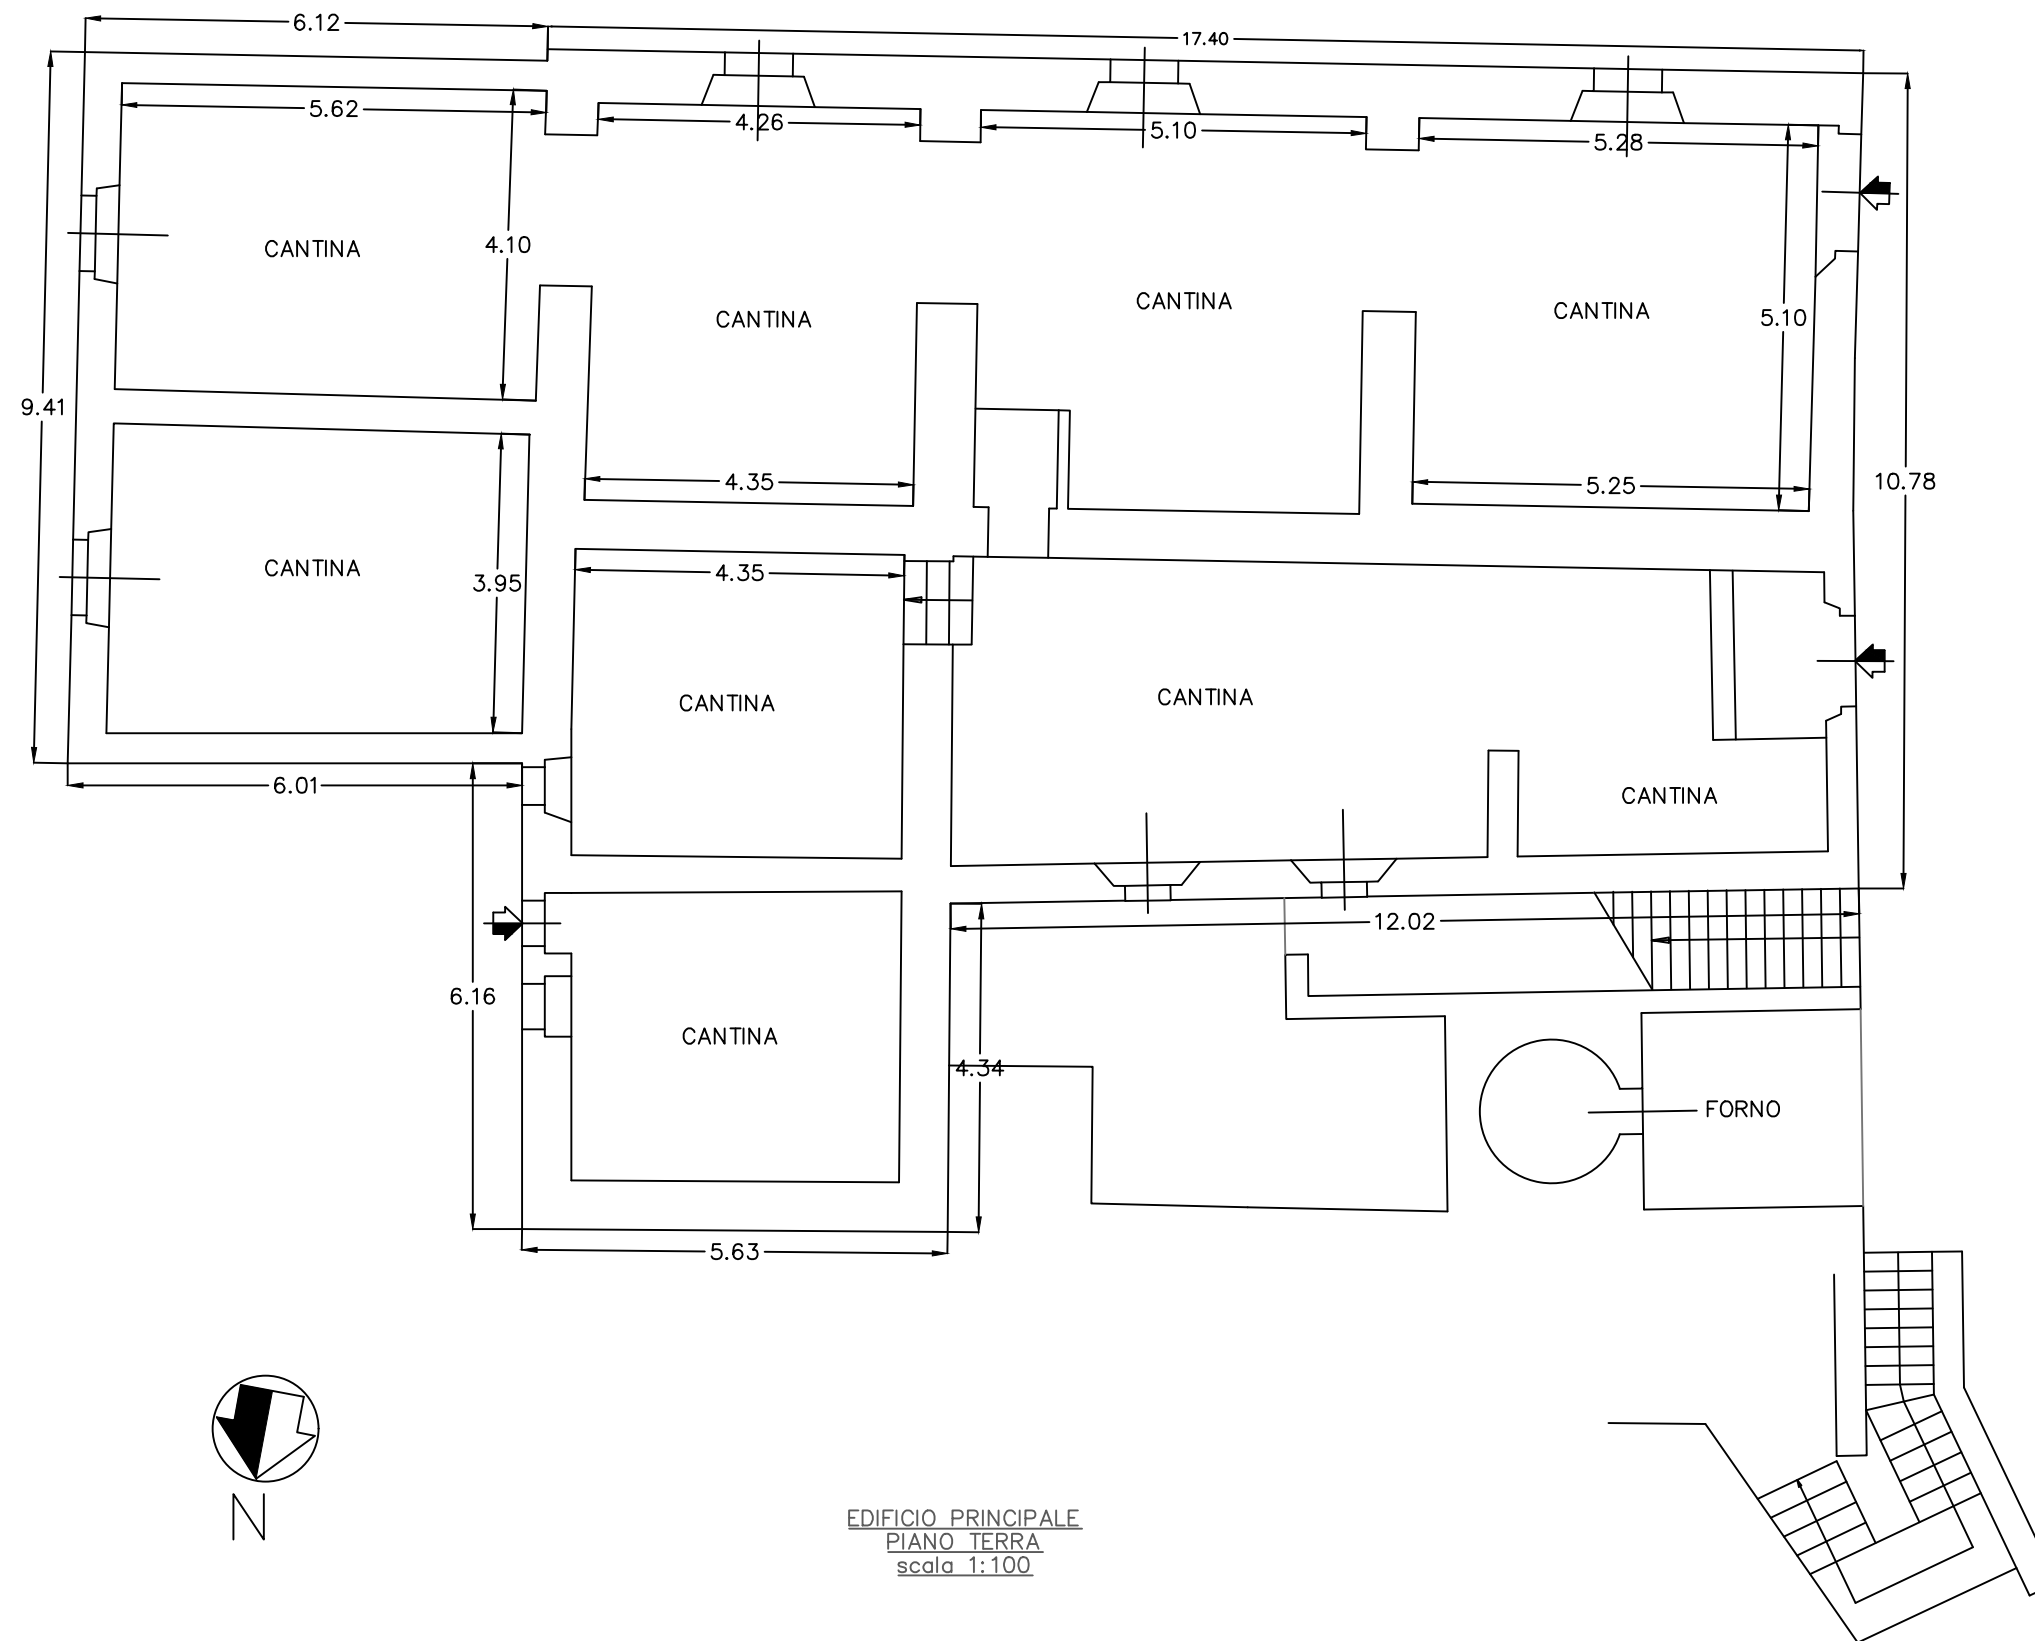 6.12
17.40
5.62
4.26
5.10
5.28
CANTINA
4.10
CANTINA
CANTINA
CANTINA
5.10
9.41
4.35
5.25
10.78
CANTINA
3.95
4.35
CANTINA
CANTINA
6.01
CANTINA
12.02
6.16
CANTINA
4.34
FORNO
5.63
N
EDIFICIO PRINCIPALE
PIANO TERRA
scala 1:100